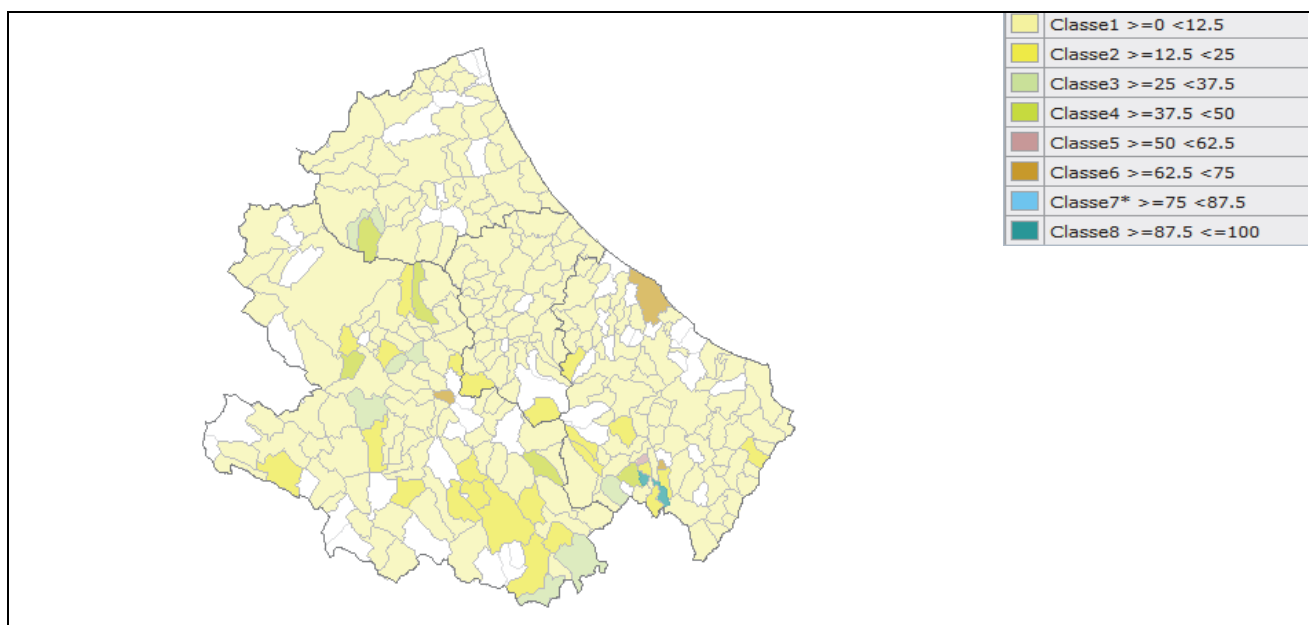 Classe1 >=0 <12.5
Classe2 >=12.5 <25
Classe3 >=25 <37.5
Classe4 >=37.5 <50
Classe5 >=50 <62.5
Classe6 >=62.5 <75
Classe7* >=75 <87.5
Classe8 >=87.5 <=100